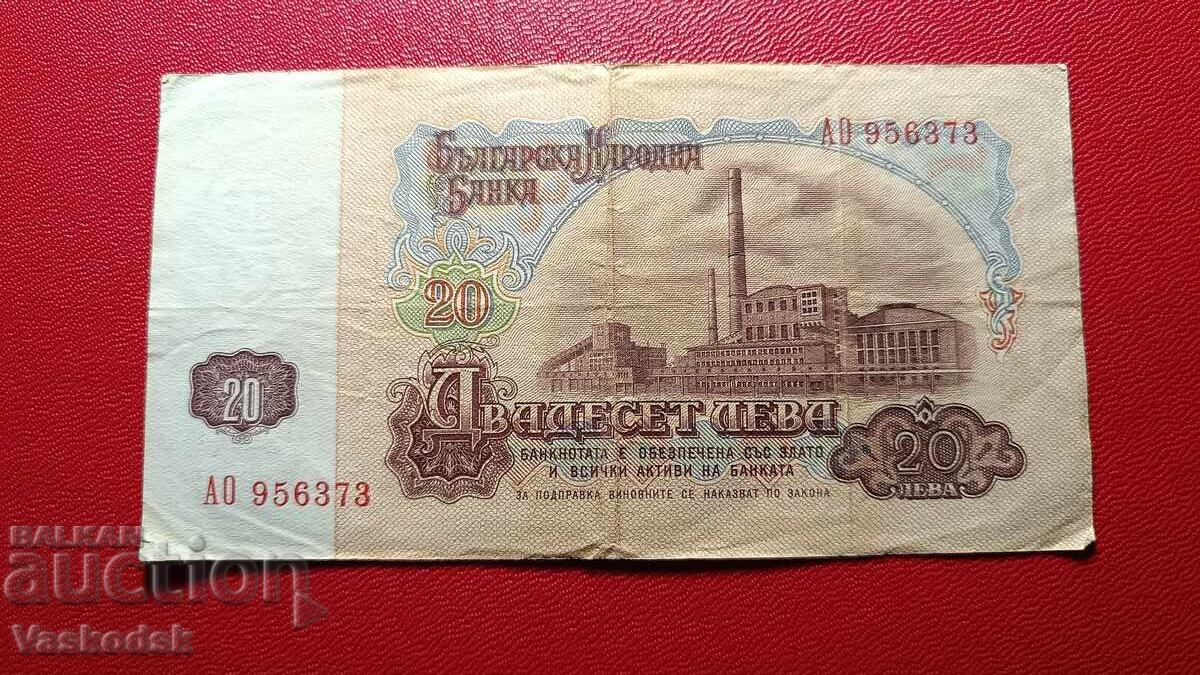 АО 956373
БЪЛГАРСКА НАРОДНА
БАНКА
20
ДВАДЕСЕТ ЛЕВА
20
БАНКНОТАТА Е ОБЕЗПЕЧЕНА СЪС ЗЛАТО
И ВСИЧКИ АКТИВИ НА БАНКАТА
20
ЛЕВА
ЗА ПОДПРАВКА ВИНОВНИТЕ СЕ НАКАЗВАТ ПО ЗАКОНА
АО 956373
BALKAN
auction
Vaskodsk